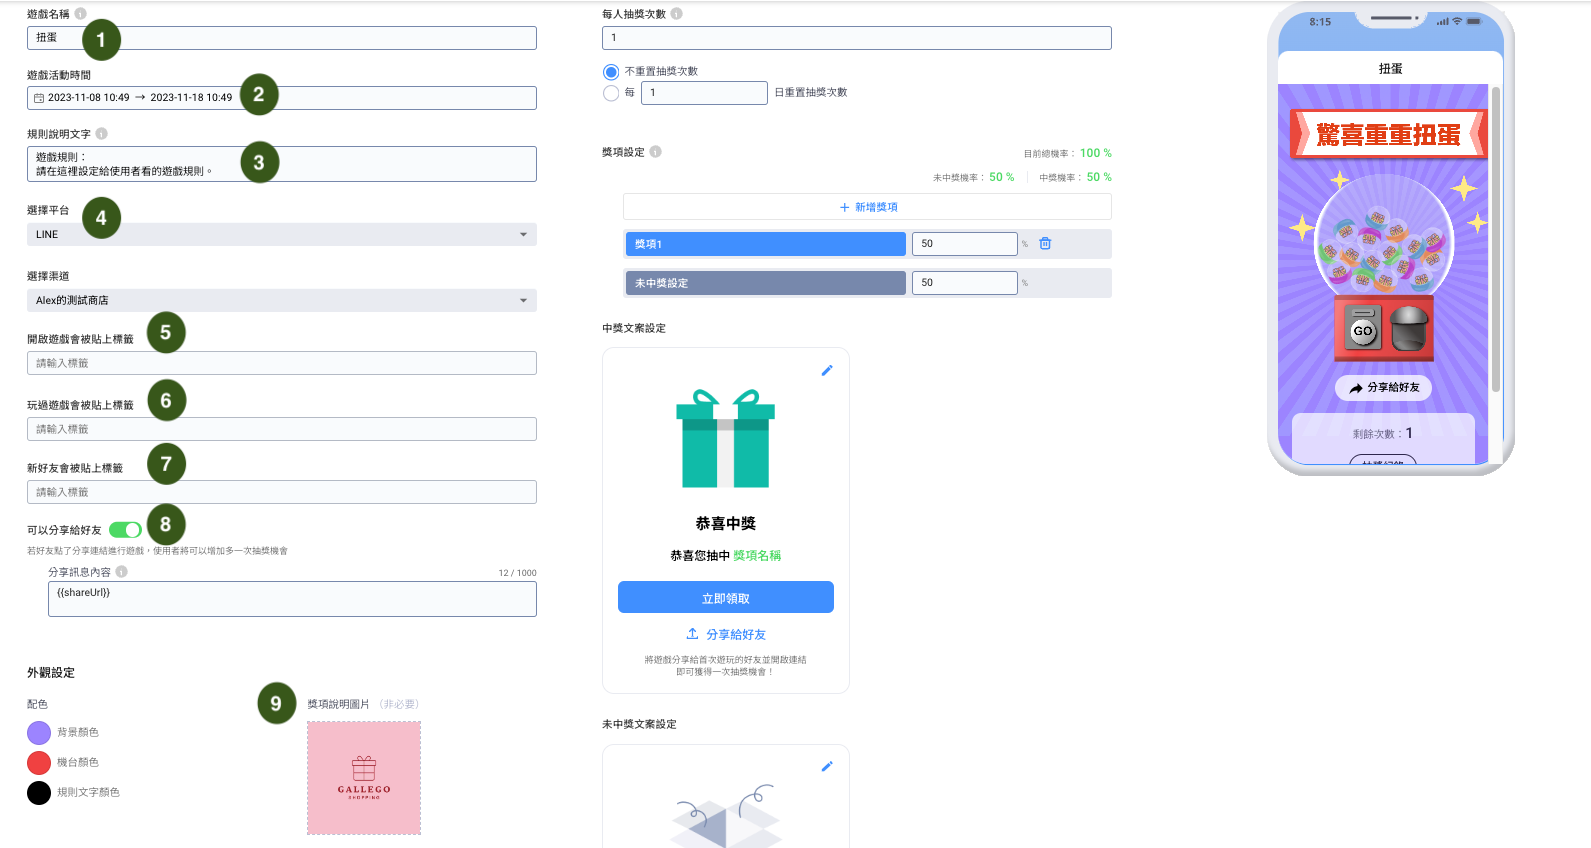 遊戲名稱
扭蛋
1
遊戲活動時間
2023-11-08 10:49 → 2023-11-18 10:49
2
規則說明文字
遊戲規則：
請在這裡設定給使用者看的遊戲規則。
3
選擇平台
4
LINE
選擇渠道
Alex的測試商店
開啟遊戲會被貼上標籤
5
請輸入標籤
玩過遊戲會被貼上標籤
6
請輸入標籤
新好友會被貼上標籤
7
請輸入標籤
可以分享給好友
8
若好友點了分享連結進行遊戲，使用者將可以增加多一次抽獎機會
分享訊息內容
12 / 1000
{{shareUrl}}
外觀設定
配色
背景顏色
機台顏色
規則文字顏色
9
獎項說明圖片 （非必要）
GALLEGO
SHOPPING
每人抽獎次數
1
不重置抽獎次數
每 1 日重置抽獎次數
獎項設定
目前總機率： 100 %
未中獎機率： 50 % 中獎機率： 50 %
＋ 新增獎項
獎項1 50 %
未中獎設定 50 %
中獎文案設定
恭喜中獎
恭喜您抽中 獎項名稱
立即領取
分享給好友
將遊戲分享給首次遊玩的好友並開啟連結
即可獲得一次抽獎機會！
未中獎文案設定
8:15
扭蛋
驚喜重重扭蛋
GO
分享給好友
剩餘次數：1